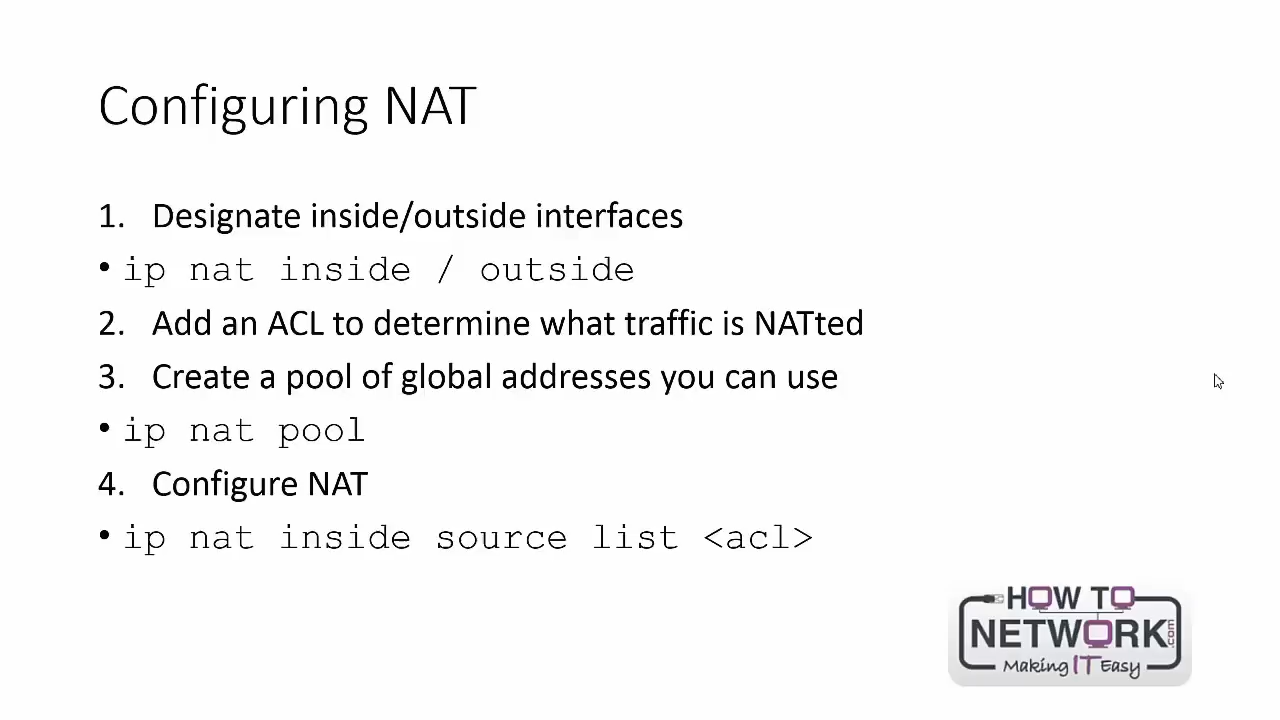 Configuring NAT
1. Designate inside/outside interfaces
• ip nat inside / outside
2. Add an ACL to determine what traffic is NATted
3. Create a pool of global addresses you can use
• ip nat pool
4. Configure NAT
• ip nat inside source list <acl>
HOW TO
NETWORK.com
Making IT Easy